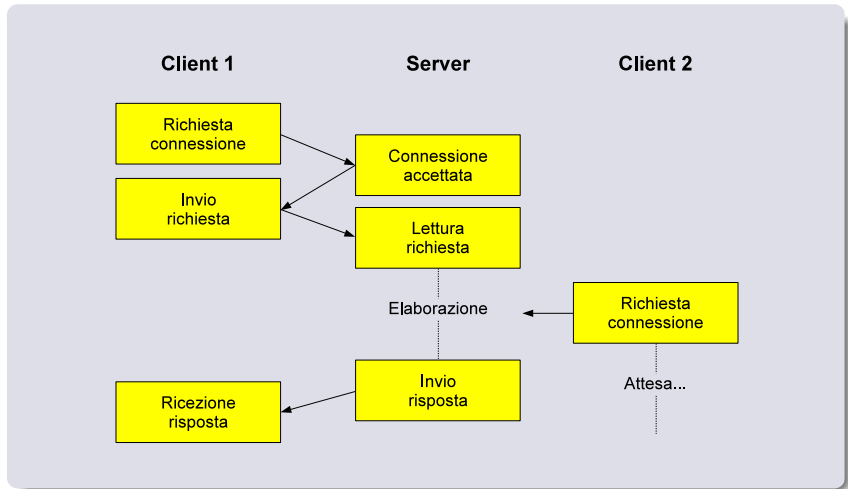 Client 1
Server
Client 2
Richiesta
connessione
Connessione
accettata
Invio
richiesta
Lettura
richiesta
Elaborazione
Richiesta
connessione
Attesa...
Invio
risposta
Ricezione
risposta